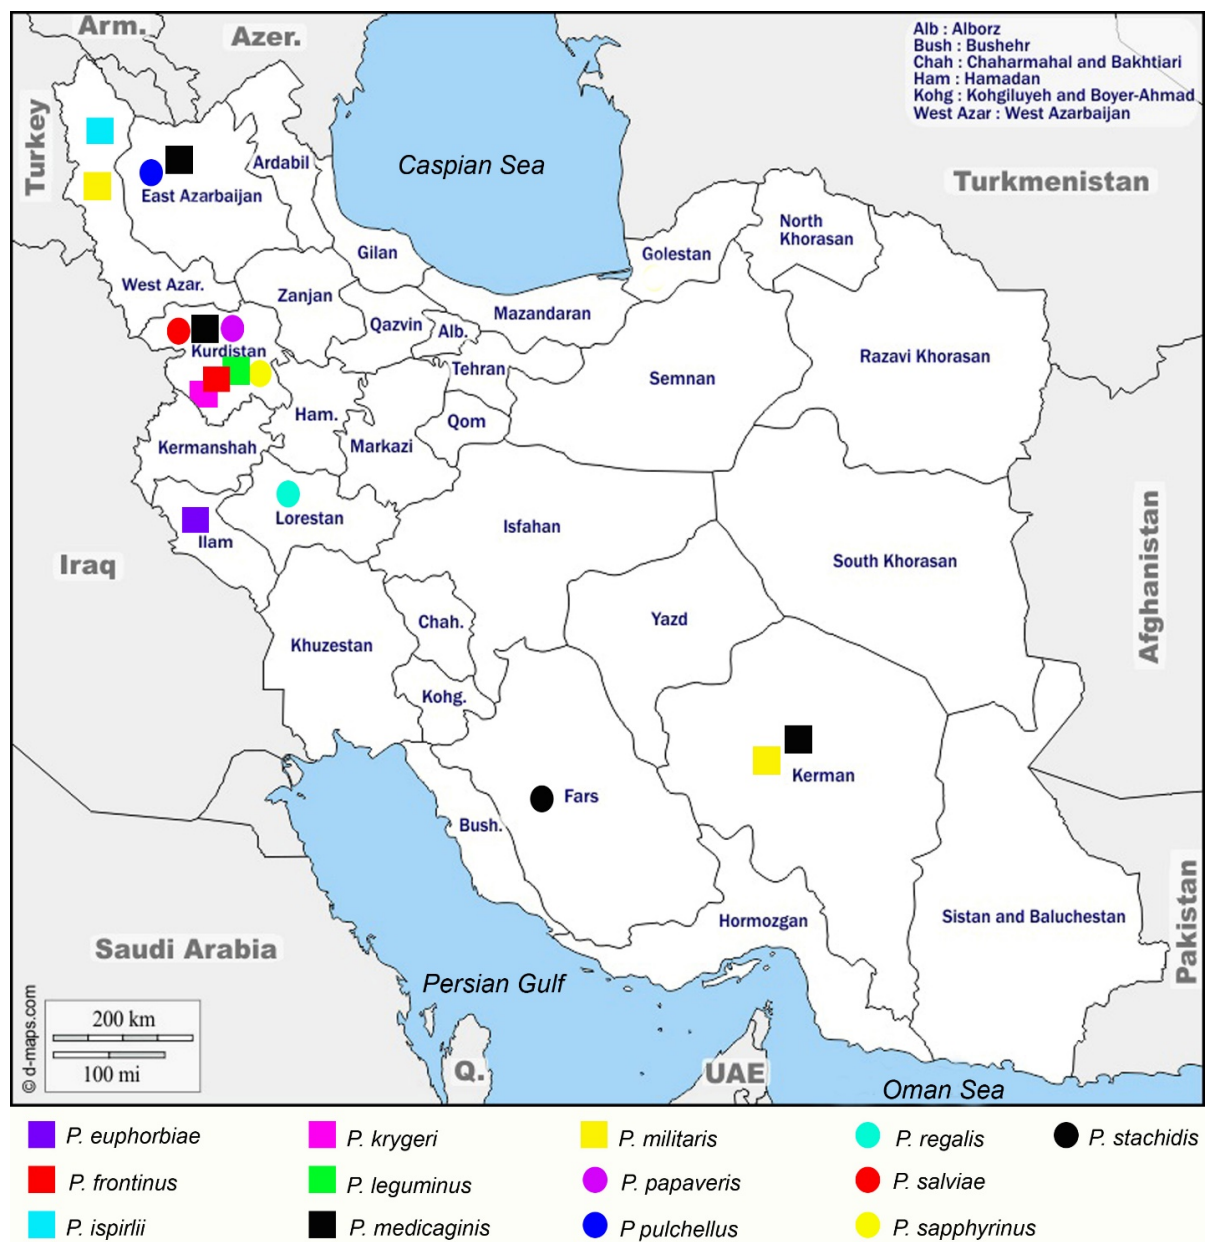 Arm.
Azer.
Alb : Alborz
Bush : Bushehr
Chah : Chaharmahal and Bakhtiari
Ham : Hamadan
Kohg : Kohgiluyeh and Boyer-Ahmad
West Azar : West Azarbaijan
Turkey
Caspian Sea
Ardabil
Turkmenistan
East Azarbaijan
North
Khorasan
Gilan
Golestan
West Azar.
Zanjan
Mazandaran
Qazvin
Alb.
Kurdistan
Razavi Khorasan
Tehran
Semnan
Ham.
Qom
Kermanshah
Markazi
Lorestan
Isfahan
Ilam
Iraq
South Khorasan
Afghanistan
Chah.
Yazd
Khuzestan
Kohg.
Kerman
Fars
Bush.
Hormozgan
Sistan and Baluchestan
Pakistan
Saudi Arabia
Persian Gulf
© d-maps.com
200 km
100 mi
Q.
UAE
Oman Sea
P. euphorbiae
P. krygeri
P. militaris
P. regalis
P. stachidis
P. frontinus
P. leguminus
P. papaveris
P. salviae
P. ispirlii
P. medicaginis
P pulchellus
P. sapphyrinus